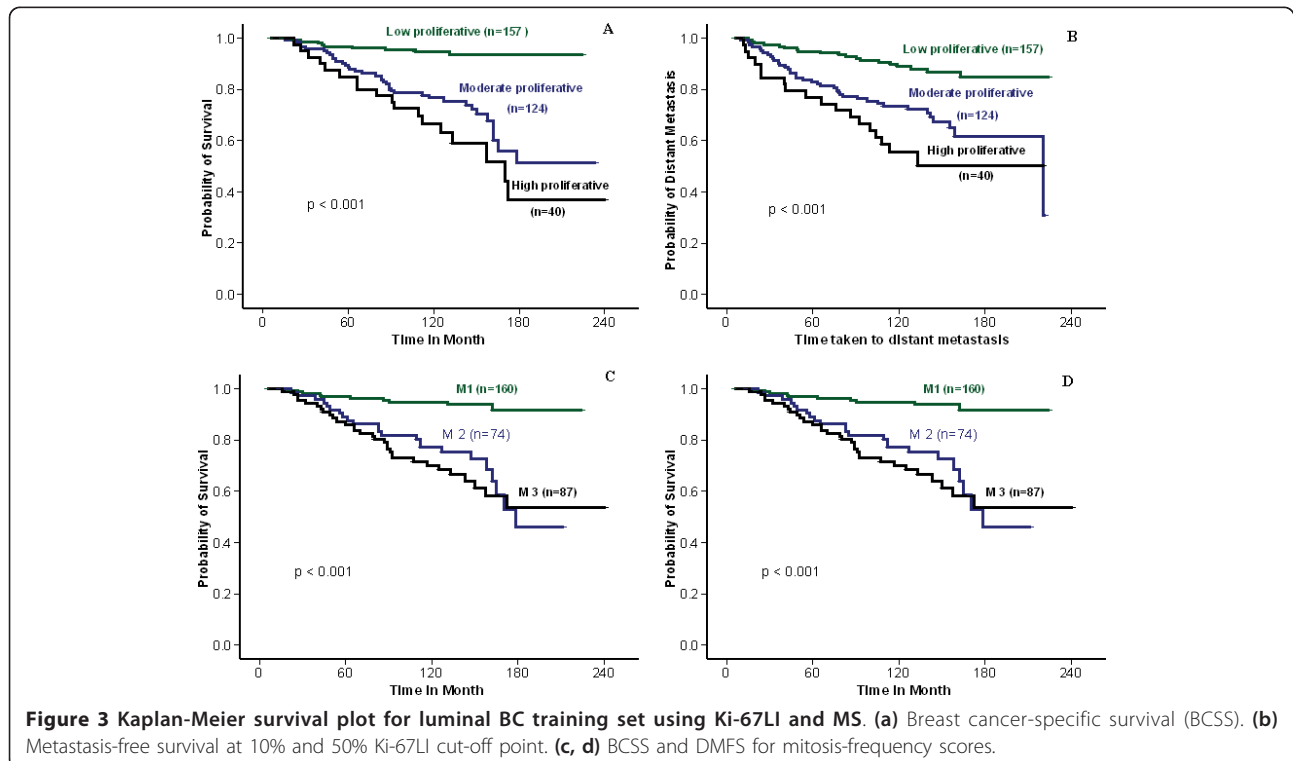 A
Low proliferative (n=157 )
Moderate proliferative
(n=124)
High proliferative
(n=40)
p < 0.001
Probability of Survival
1.0
0.8
0.6
0.4
0.2
0.0
0 60 120 180 240
Time in Month
B
Low proliferative (n=157)
Moderate proliferative
(n=124)
High proliferative
(n=40)
p < 0.001
Probability of Distant Metastasis
1.0
0.8
0.6
0.4
0.2
0.0
0 60 120 180 240
Time taken to distant metastasis
C
M1 (n=160)
M 2 (n=74)
M 3 (n=87)
p < 0.001
Probability of Survival
1.0
0.8
0.6
0.4
0.2
0.0
0 60 120 180 240
Time in Month
D
M1 (n=160)
M 2 (n=74)
M 3 (n=87)
p < 0.001
Probability of Survival
1.0
0.8
0.6
0.4
0.2
0.0
0 60 120 180 240
Time in Month
Figure 3 Kaplan-Meier survival plot for luminal BC training set using Ki-67LI and MS. (a) Breast cancer-specific survival (BCSS). (b)
Metastasis-free survival at 10% and 50% Ki-67LI cut-off point. (c, d) BCSS and DMFS for mitosis-frequency scores.